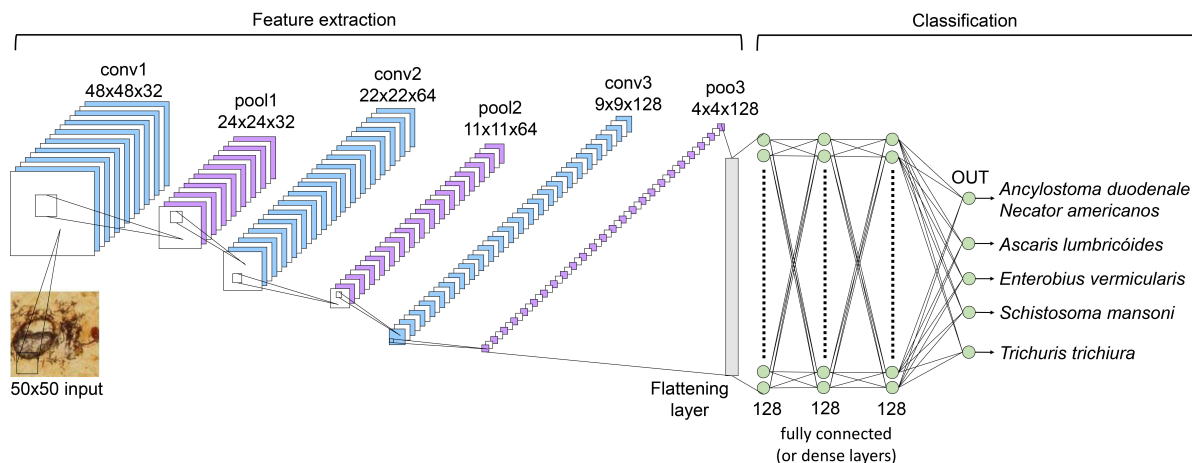 Feature extraction
Classification
conv1
48x48x32
pool1
24x24x32
conv2
22x22x64
pool2
11x11x64
conv3
9x9x128
poo3
4x4x128
50x50 input
Flattening
layer
128
128
128
fully connected
(or dense layers)
OUT
Ancylostoma duodenale
Necator americanos
Ascaris lumbricóides
Enterobius vermicularis
Schistosoma mansoni
Trichuris trichiura